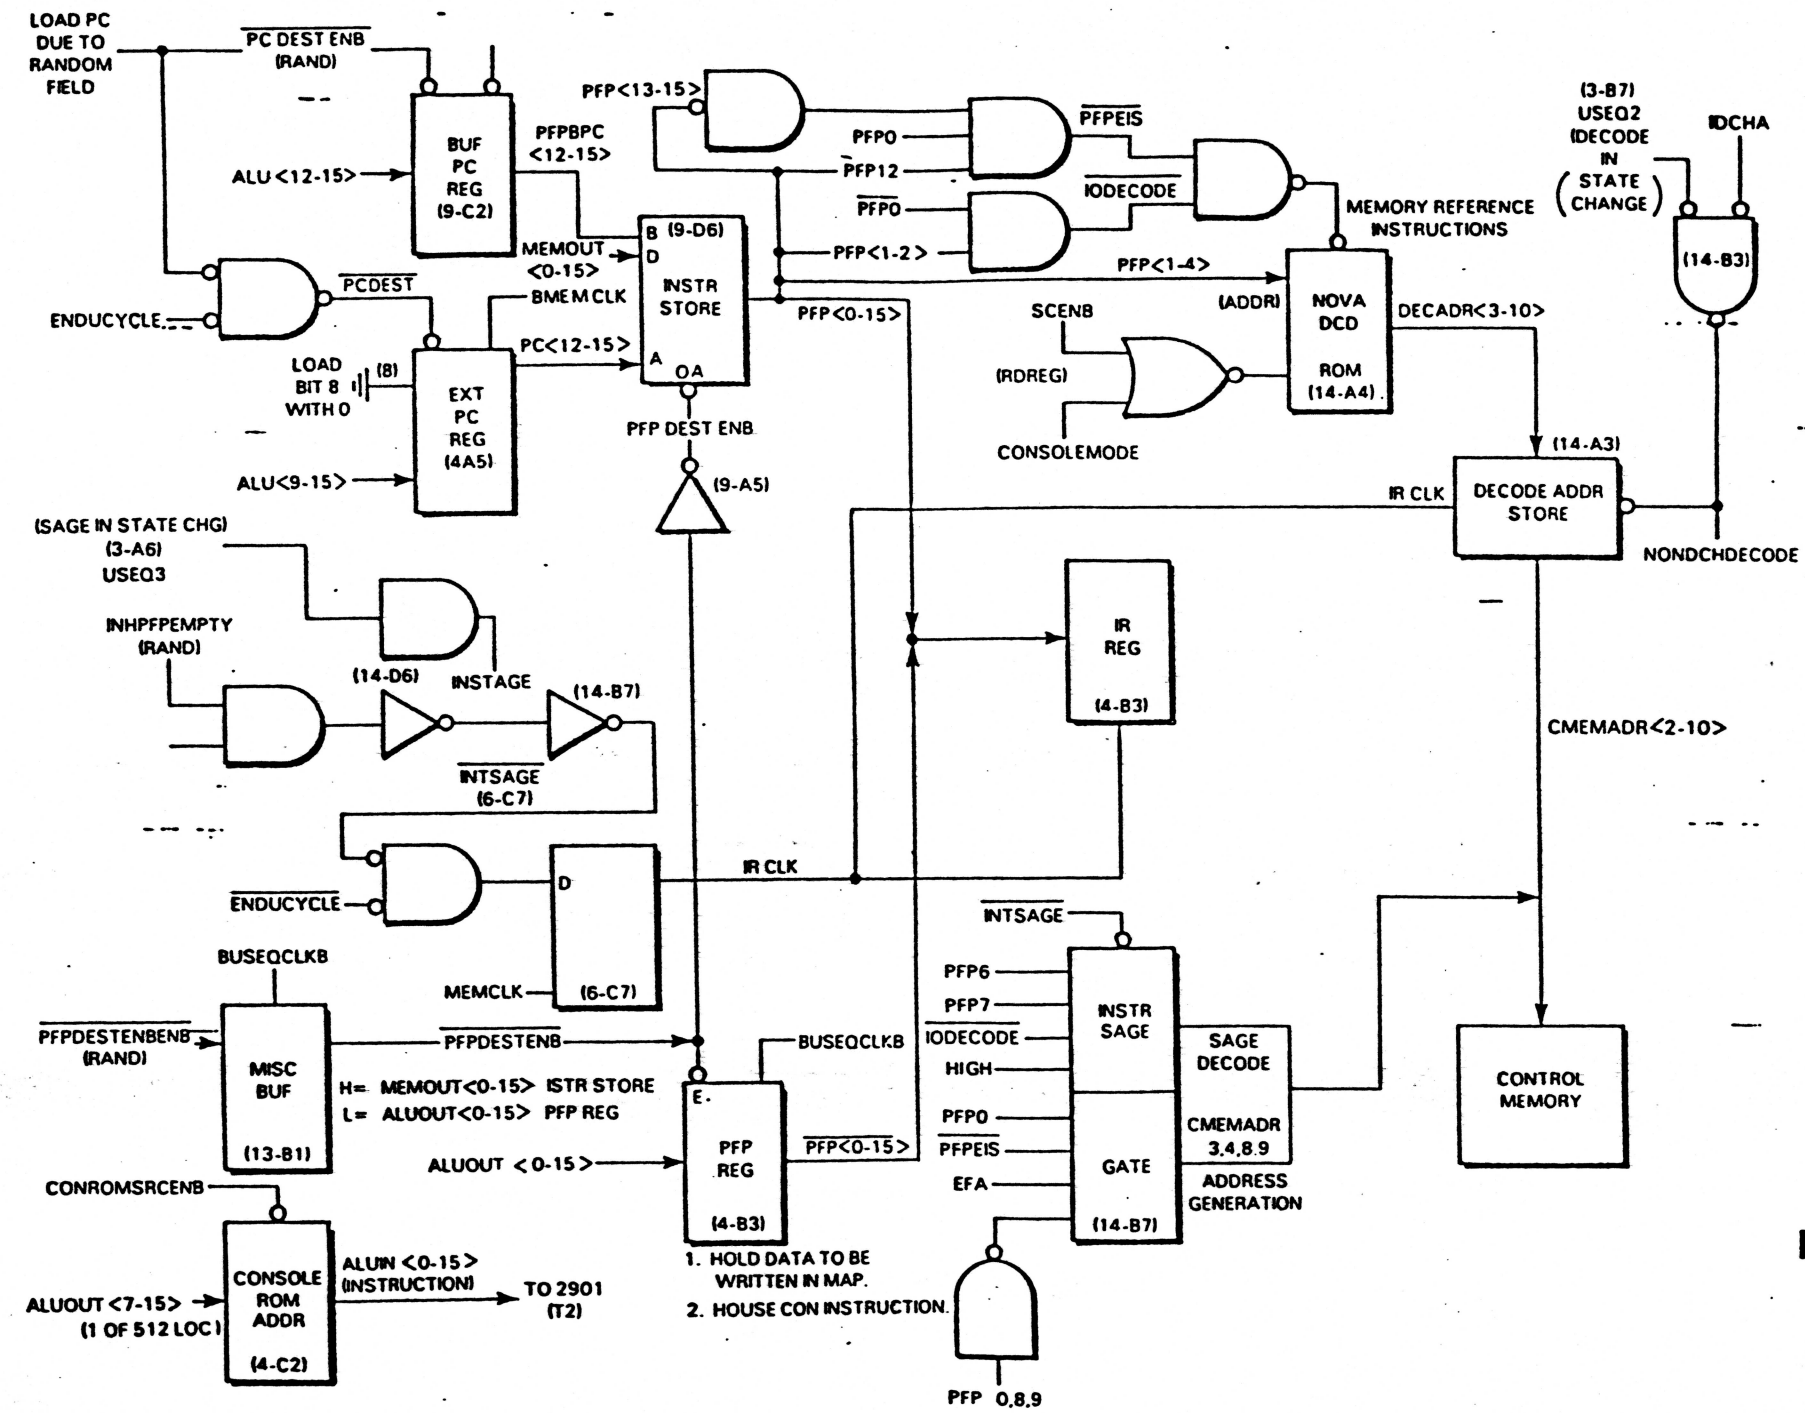 LOAD PC
DUE TO
RANDOM
FIELD
PC DEST ENB
(RAND)
BUF
PC
REG
(9-C2)
ALU<12-15>
PFPBPC
<12-15>
ENDUCYCLE
PCDEST
LOAD
BIT 8
WITH 0
(8)
EXT
PC
REG
(4A5)
ALU<9-15>
BMEM CLK
PC<12-15>
MEMOUT
<0-15>
B
(9-D6)
D
INSTR
STORE
A
OA
PFP DEST ENB
(9-A5)
PFP<13-15>
PFP0
PFP12
PFP0
PFP<1-2>
PFPEIS
IODECODE
PFP<1-4>
(ADDR)
PFP<0-15>
MEMORY REFERENCE
INSTRUCTIONS
NOVA
DCD
ROM
(14-A4)
SCENB
(RDREG)
CONSOLEMODE
DECADR<3-10>
(3-B7)
USEQ2
(DECODE
IN
STATE
CHANGE)
IDCHA
(14-B3)
(14-A3)
IR CLK
DECODE ADDR
STORE
NONDCHDECODE
(SAGE IN STATE CHG)
(3-A6)
USEQ3
INSTAGE
INHPFPEMPTY
(RAND)
(14-D6)
(14-B7)
INTSAGE
(6-C7)
IR
REG
(4-B3)
CMEMADR<2-10>
ENDUCYCLE
D
IR CLK
MEMCLK
(6-C7)
BUSEQCLKB
PFPDESTENBENB
(RAND)
MISC
BUF
(13-B1)
PFPDESTENB
H= MEMOUT<0-15> ISTR STORE
L= ALUOUT<0-15> PFP REG
BUSEQCLKB
E.
PFP
REG
(4-B3)
ALUOUT <0-15>
PFP<0-15>
1. HOLD DATA TO BE
WRITTEN IN MAP.
2. HOUSE CON INSTRUCTION.
INTSAGE
PFP6
PFP7
IODECODE
HIGH
PFP0
PFPEIS
EFA
INSTR
SAGE
GATE
(14-B7)
SAGE
DECODE
CMEMADR
3,4,8.9
ADDRESS
GENERATION
PFP 0,8,9
CONTROL
MEMORY
CONROMSRCENB
ALUOUT <7-15>
(1 OF 512 LOC)
CONSOLE
ROM
ADDR
(4-C2)
ALUIN <0-15>
(INSTRUCTION)
TO 2901
(T2)